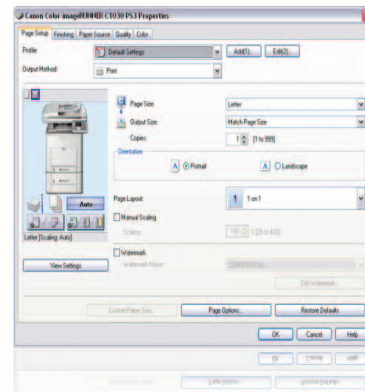 Canon Color imageRUNNER C1030 PS3 Properties
Page Setup Finishing Paper Source Quality Color
Profile: Default Settings Add(1)... Edit(2)...
Output Method: Print
Page Size: Letter
Output Size: Match Page Size
Copies: 1 [1 to 999]
Orientation
A Portrait A Landscape
Auto
Page Layout: 1 1 on 1
Manual Scaling
Scaling:
Letter [Scaling: Auto]
Watermark
View Settings
Watermark Name: CONFIDENTIAL
Edit Watermark...
Custom Paper Size... Page Options... Restore Defaults
OK Cancel Help